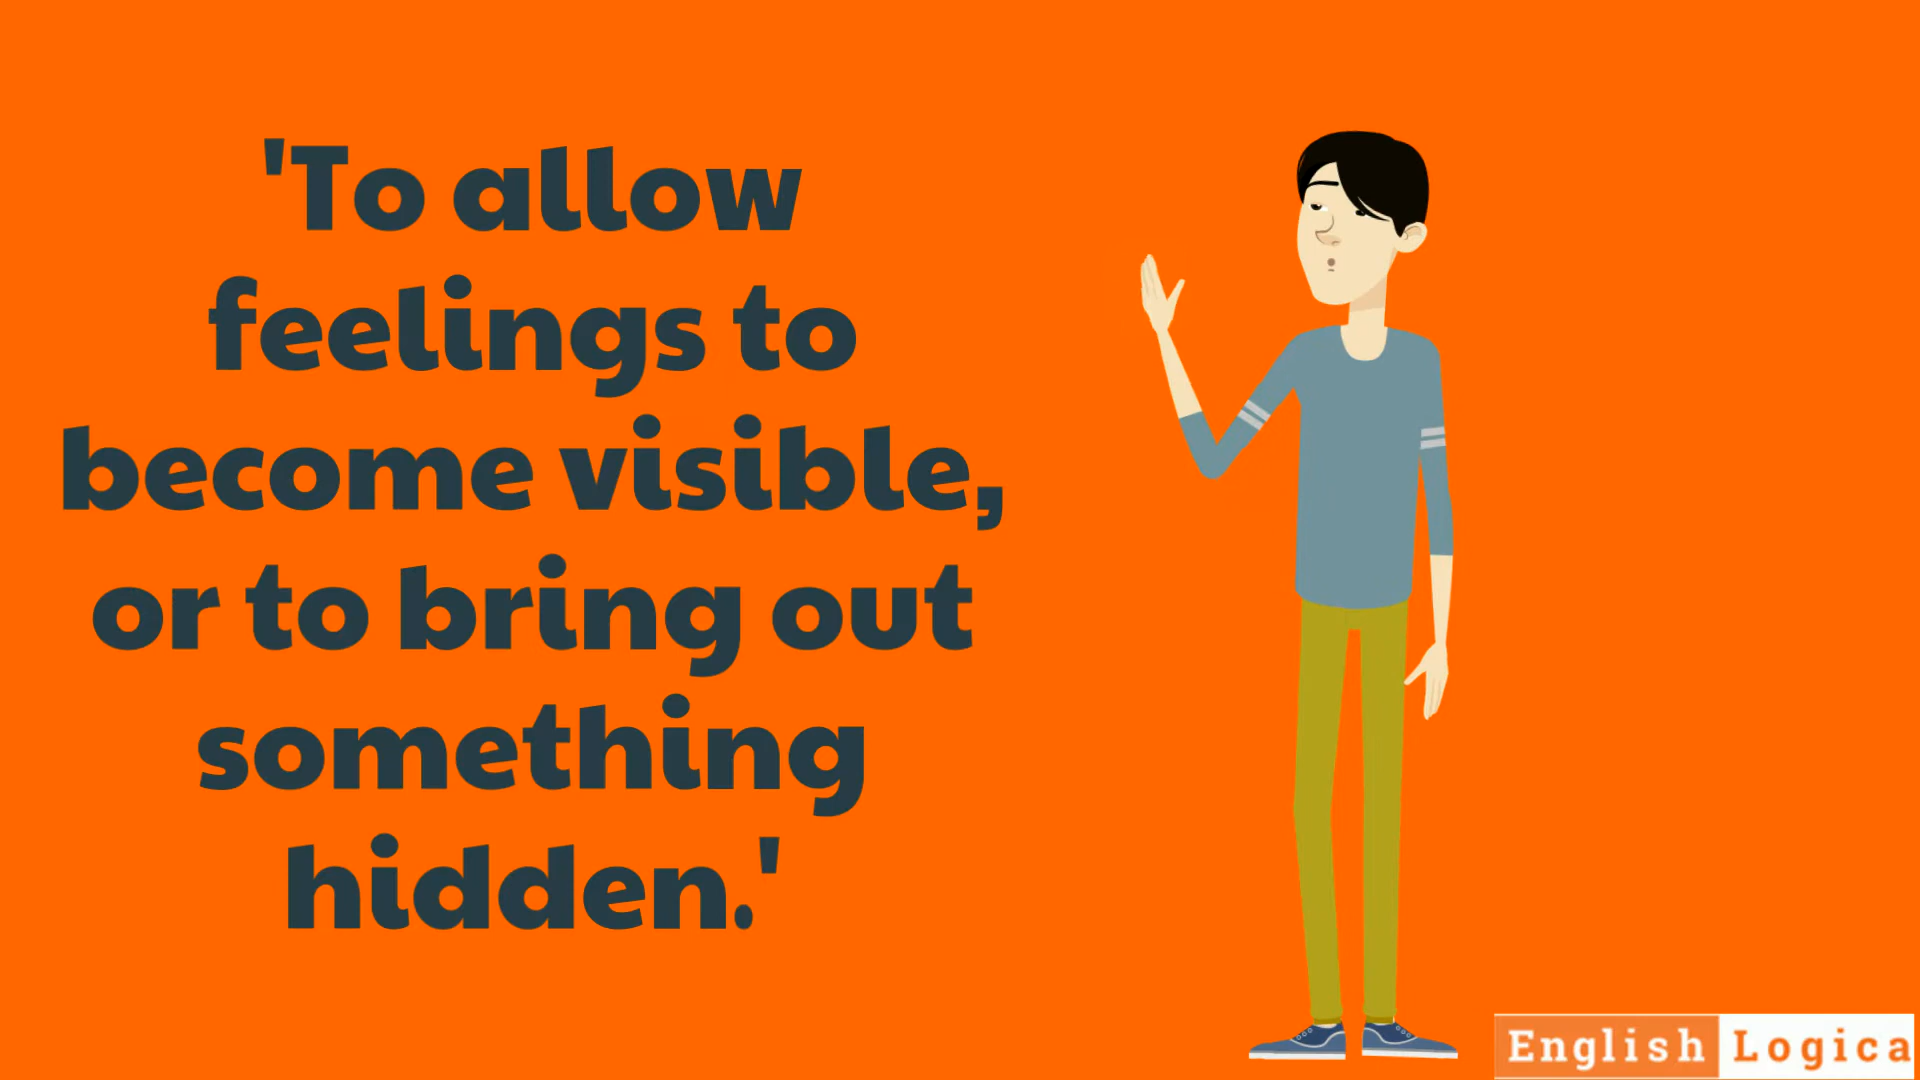 'To allow
feelings to
become visible,
or to bring out
something
hidden.'
English Logica